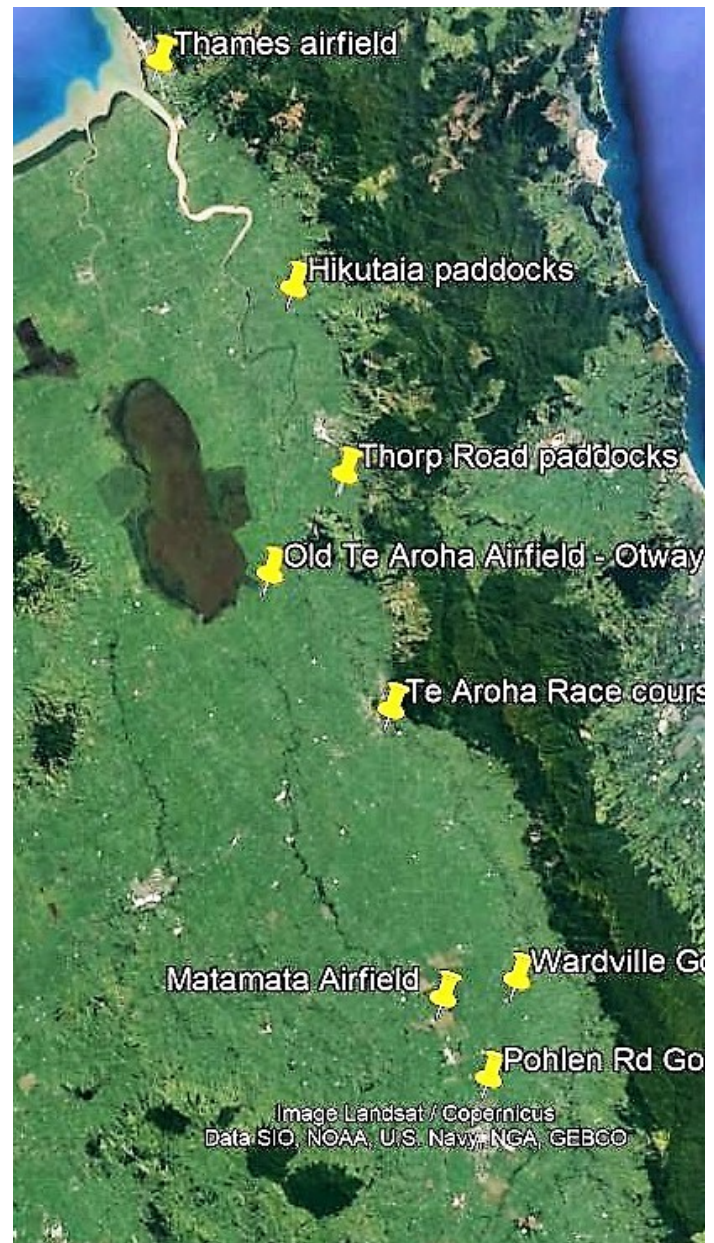 Thames airfield
Hikutaia paddocks
Thorp Road paddocks
Old Te Aroha Airfield - Otway
Te Aroha Race cours
Wardville Go
Matamata Airfield
Pohlen Rd Go
Image Landsat / Copernicus
Data SIO, NOAA, U.S. Navy, NGA, GEBCO